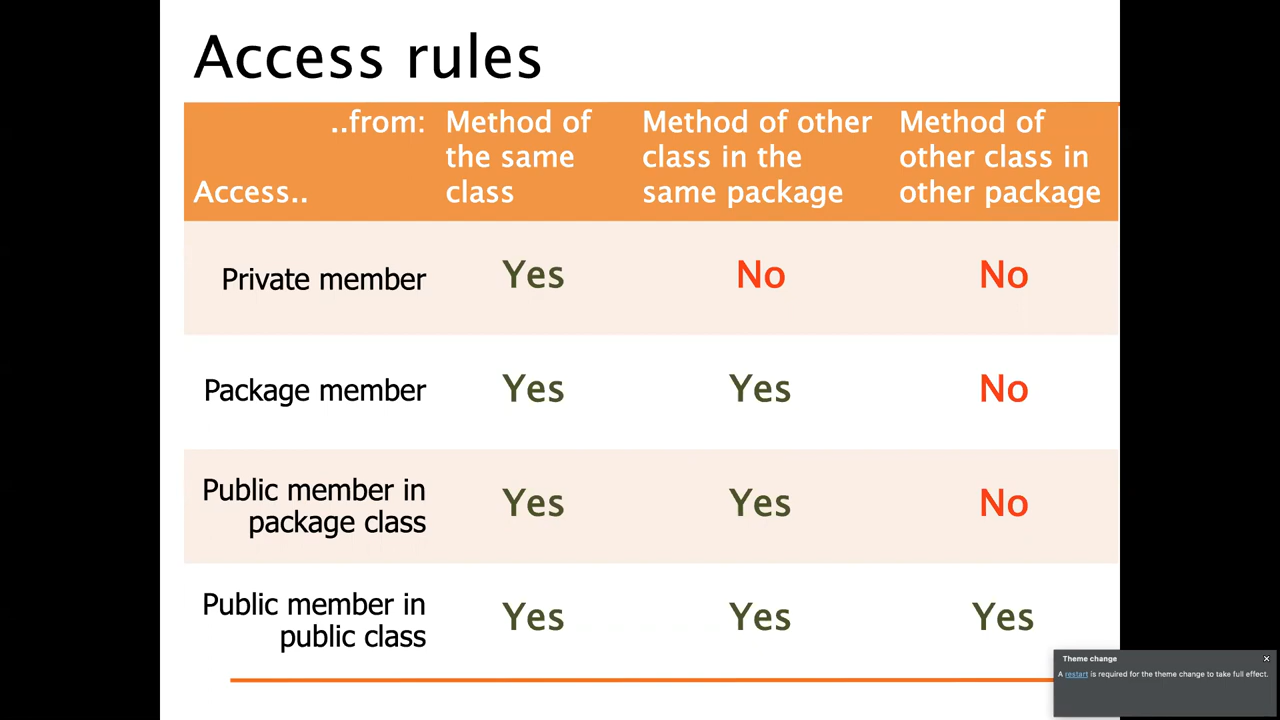 Access rules
..from:
Access..
Method of
the same
class
Method of other
class in the
same package
Method of
other class in
other package
Private member
Yes
No
No
Package member
Yes
Yes
No
Public member in
package class
Yes
Yes
No
Public member in
public class
Yes
Yes
Yes
Theme change
A restart is required for the theme change to take full effect.